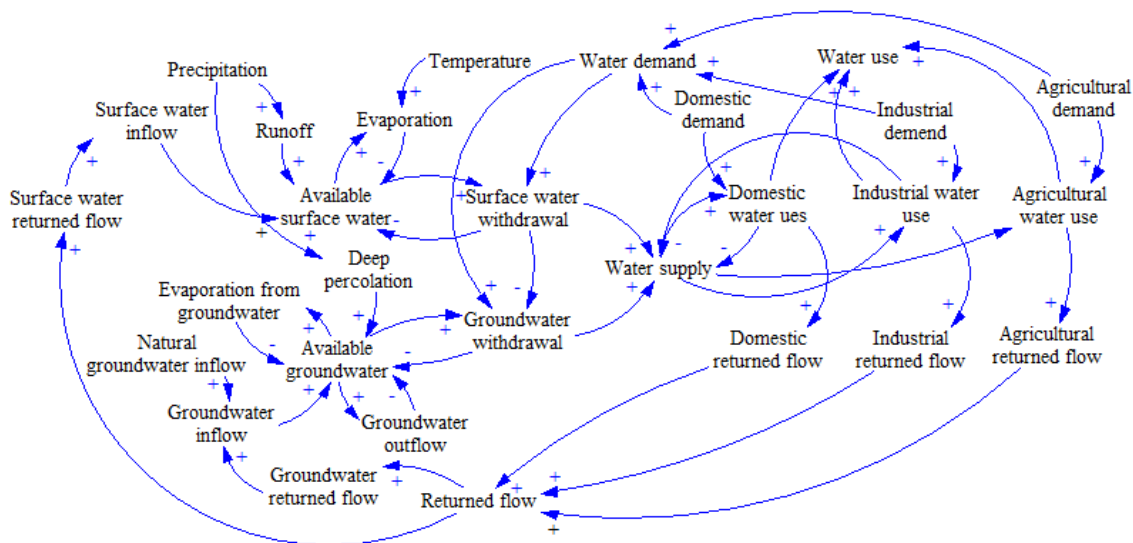 Precipitation
Temperature
Water demand
Water use
Agricultural
demand
Surface water
inflow
Runoff
Evaporation
Domestic
demand
Industrial
demend
Surface water
returned flow
Available
surface water
Surface water
withdrawal
Domestic
water ues
Industrial water
use
Agricultural
water use
Deep
percolation
Water supply
Evaporation from
groundwater
Natural
groundwater inflow
Available
groundwater
Groundwater
withdrawal
Domestic
returned flow
Industrial
returned flow
Agricultural
returned flow
Groundwater
inflow
Groundwater
outflow
Groundwater
returned flow
Returned flow